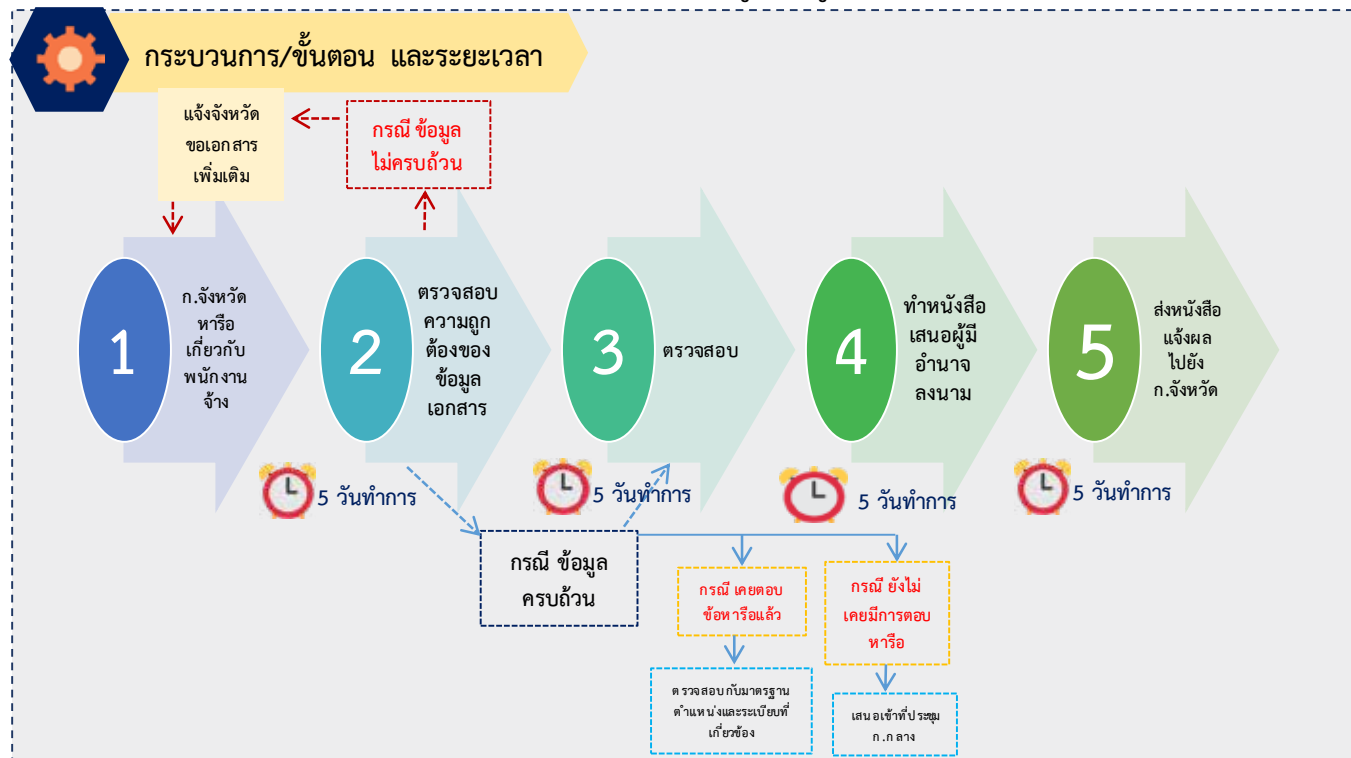 กระบวนการ/ขั้นตอน และระยะเวลา
แจ้งจังหวัด
ขอเอกสาร
เพิ่มเติม
กรณี ข้อมูล
ไม่ครบถ้วน
1
ก.จังหวัด
หารือ
เกี่ยวกับ
พนักงาน
จ้าง
2
ตรวจสอบ
ความถูก
ต้องของ
ข้อมูล
เอกสาร
3
ตรวจสอบ
4
ทำหนังสือ
เสนอผู้มี
อำนาจ
ลงนาม
5
ส่งหนังสือ
แจ้งผล
ไปยัง
ก.จังหวัด
5 วันทำการ
5 วันทำการ
5 วันทำการ
5 วันทำการ
กรณี ข้อมูล
ครบถ้วน
กรณี เคยตอบ
ข้อหารือแล้ว
กรณี ยังไม่
เคยมีการตอบ
หารือ
ตรวจสอบกับมาตรฐาน
ตำแหน่งและระเบียบที่
เกี่ยวข้อง
เสนอเข้าที่ประชุม
ก.กลาง